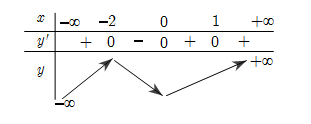 x −∞ −2 0 1 +∞
y′ + 0 − 0 + 0 +
y +∞
−∞